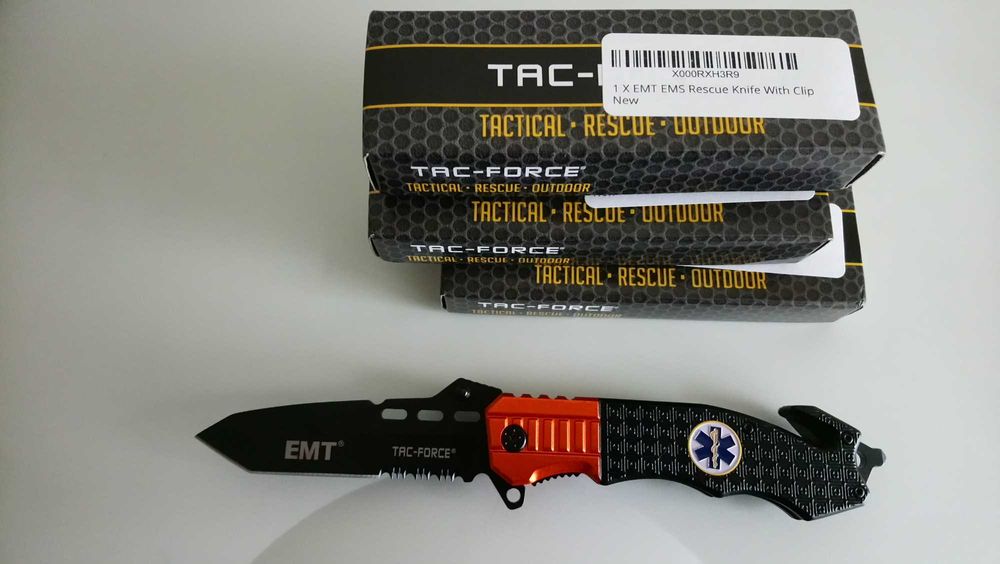 TAC-
X000RXH3R9
1 X EMT EMS Rescue Knife With Clip
New
TACTICAL · RESCUE · OUTDOOR
TAC-FORCE®
TACTICAL · RESCUE · OUTDOOR
TACTICAL · RESCUE · OUTDOOR
TAC-FORCE®
TACTICAL · RESCUE · OUTDOOR
TACTICAL · RESCUE · OUTDOOR
TAC-FORCE®
TACTICAL · RESCUE · OUTDOOR
EMT®
TAC-FORCE®